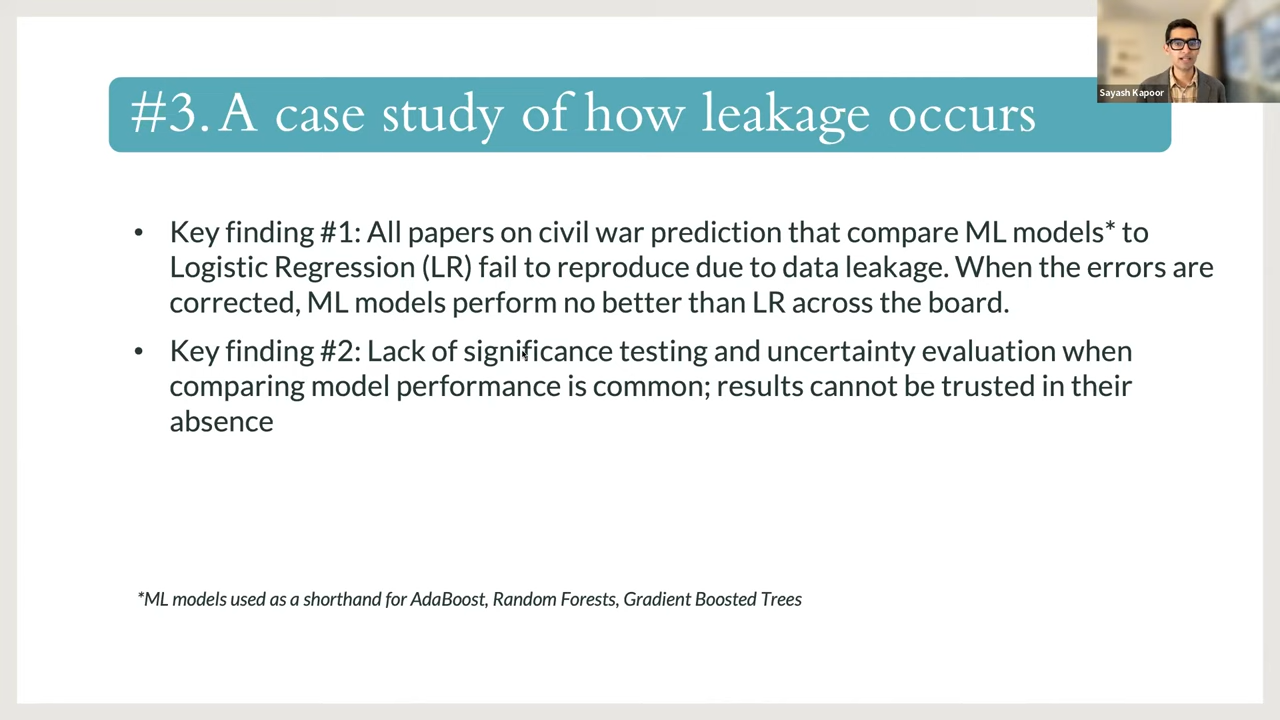 Sayash Kapoor
#3. A case study of how leakage occurs
• Key finding #1: All papers on civil war prediction that compare ML models* to
Logistic Regression (LR) fail to reproduce due to data leakage. When the errors are
corrected, ML models perform no better than LR across the board.
• Key finding #2: Lack of significance testing and uncertainty evaluation when
comparing model performance is common; results cannot be trusted in their
absence
*ML models used as a shorthand for AdaBoost, Random Forests, Gradient Boosted Trees